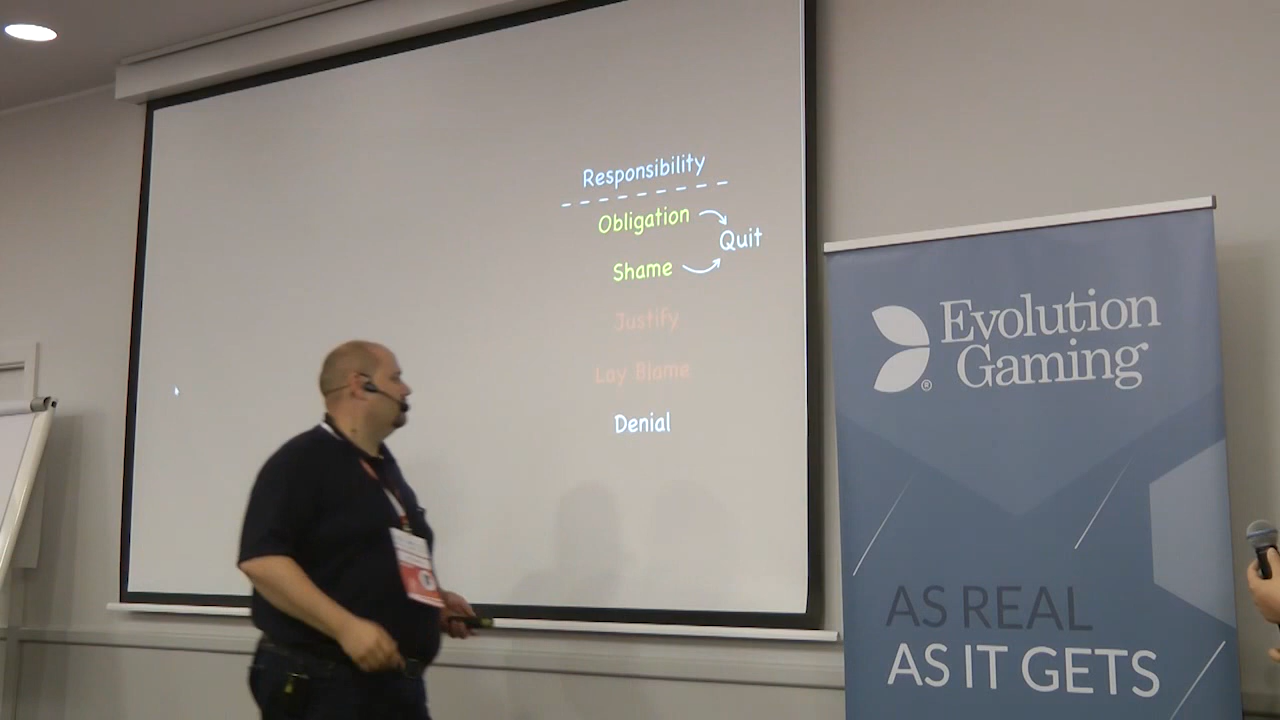 Responsibility
Obligation
Quit
Shame
Justify
Lay Blame
Denial
Evolution
Gaming
®
AS REAL
AS IT GETS